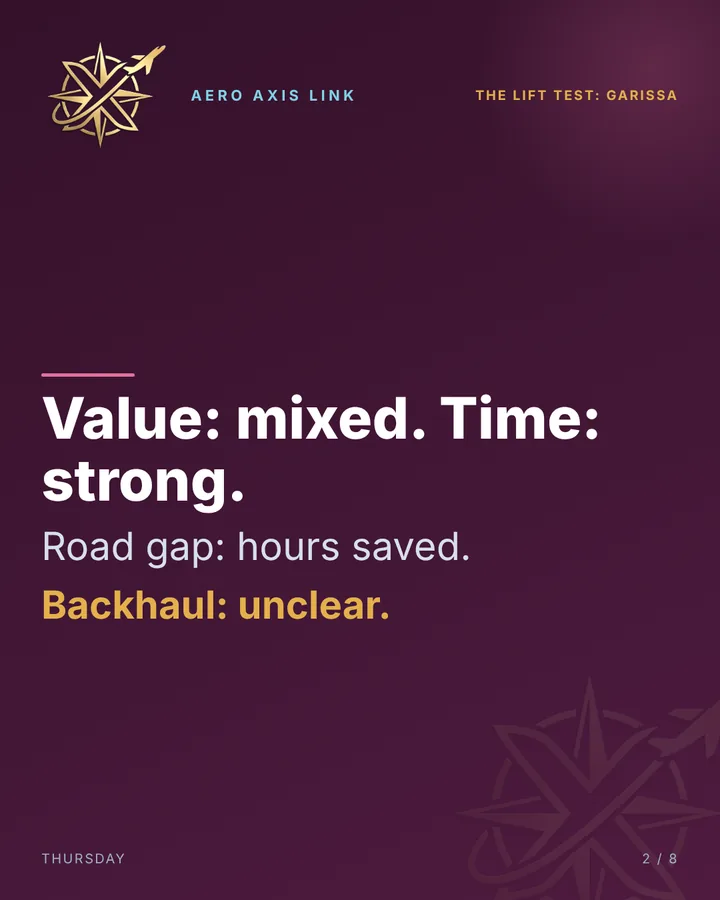 AERO AXIS LINK
THE LIFT TEST: GARISSA
Value: mixed. Time:
strong.
Road gap: hours saved.
Backhaul: unclear.
THURSDAY
2 / 8